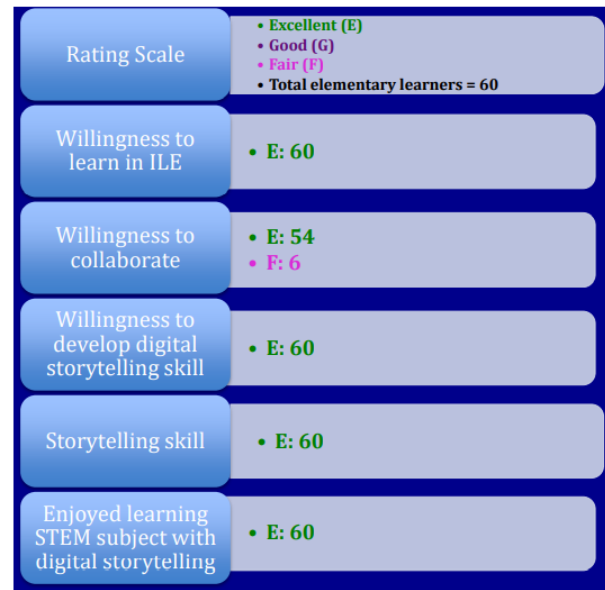 Rating Scale
• Excellent (E)
• Good (G)
• Fair (F)
• Total elementary learners = 60
Willingness to
learn in ILE
• E: 60
Willingness to
collaborate
• E: 54
• F: 6
Willingness to
develop digital
storytelling skill
• E: 60
Storytelling skill
• E: 60
Enjoyed learning
STEM subject with
digital storytelling
• E: 60